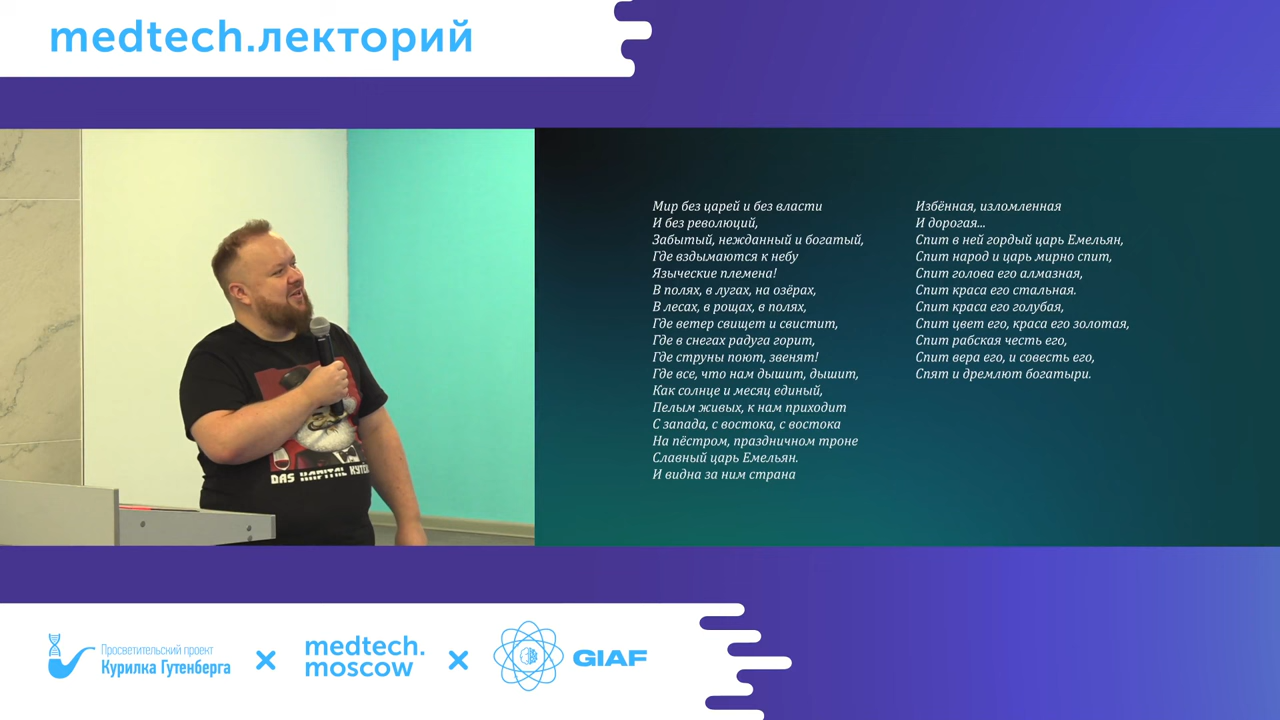 medtech.лекторий
Мир без царей и без власти
И без революций,
Забытый, нежданный и богатый,
Где вздымаются к небу
Языческие племена!
В полях, в лугах, на озёрах,
В лесах, в рощах, в полях,
Где ветер свищет и свистит,
Где в снегах радуга горит,
Где струны поют, звенят!
Где все, что нам дышит, дышит,
Как солнце и месяц единый,
Пелым живых, к нам приходит
С запада, с востока, с востока
На пёстром, праздничном троне
Славный царь Емельян.
И видна за ним страна
Избённая, изломленная
И дорогая...
Спит в ней гордый царь Емельян,
Спит народ и царь мирно спит,
Спит голова его алмазная,
Спит краса его стальная.
Спит краса его голубая,
Спит цвет его, краса его золотая,
Спит рабская честь его,
Спит вера его, и совесть его,
Спят и дремлют богатыри.
DAS KAPITAL
Просветительский проект
Курилка Гутенберга
medtech.
moscow
GIAF